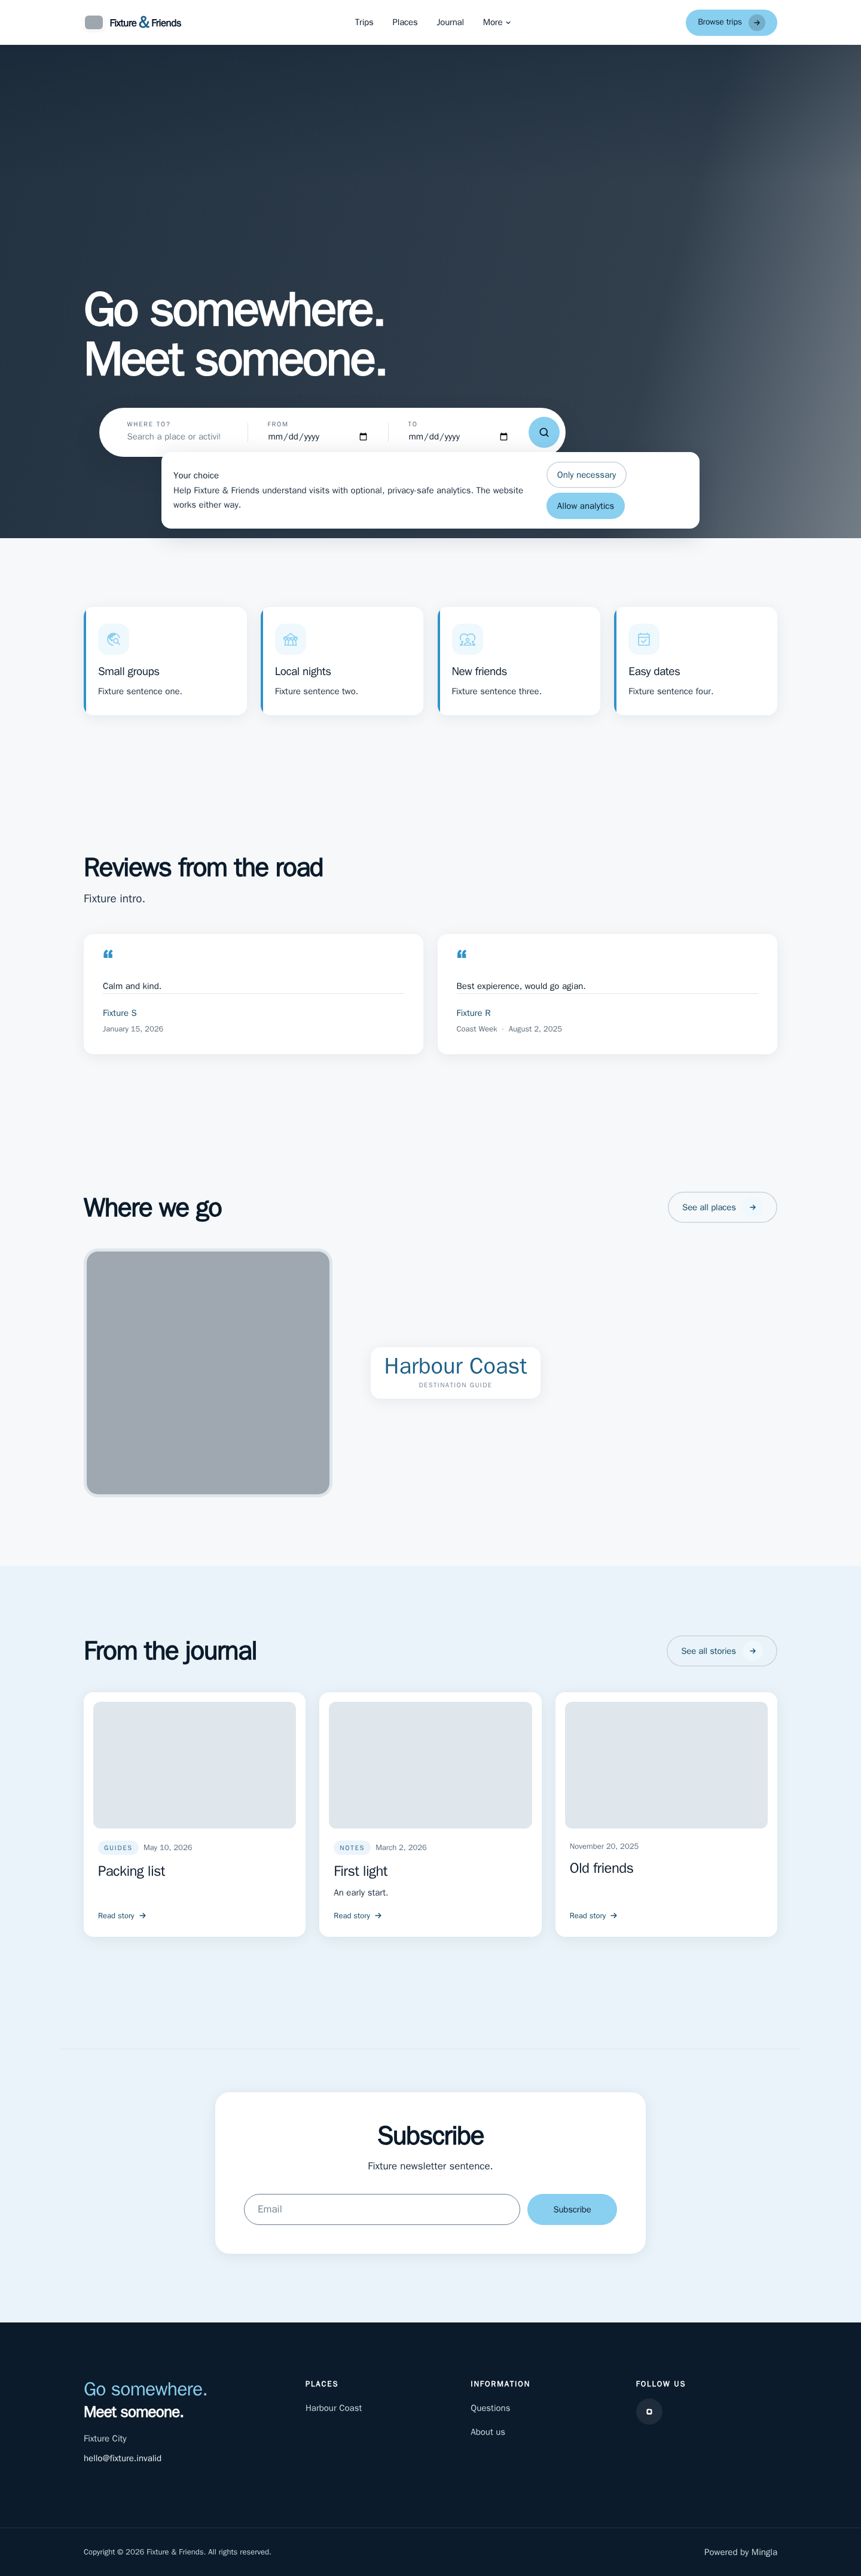 Fixture & Friends
Trips
Places
Journal
More
Browse trips
Go somewhere.
Meet someone.
WHERE TO?
Search a place or activi
FROM
mm/dd/yyyy
TO
mm/dd/yyyy
Your choice
Help Fixture & Friends understand visits with optional, privacy-safe analytics. The website
works either way.
Only necessary
Allow analytics
Small groups
Fixture sentence one.
Local nights
Fixture sentence two.
New friends
Fixture sentence three.
Easy dates
Fixture sentence four.
Reviews from the road
Fixture intro.
“
Calm and kind.
Fixture S
January 15, 2026
“
Best expierence, would go agian.
Fixture R
Coast Week · August 2, 2025
Where we go
See all places
Harbour Coast
DESTINATION GUIDE
From the journal
See all stories
GUIDES May 10, 2026
Packing list
Read story
NOTES March 2, 2026
First light
An early start.
Read story
November 20, 2025
Old friends
Read story
Subscribe
Fixture newsletter sentence.
Email
Subscribe
Go somewhere.
Meet someone.
Fixture City
hello@fixture.invalid
PLACES
Harbour Coast
INFORMATION
Questions
About us
FOLLOW US
Copyright © 2026 Fixture & Friends. All rights reserved.
Powered by Mingla